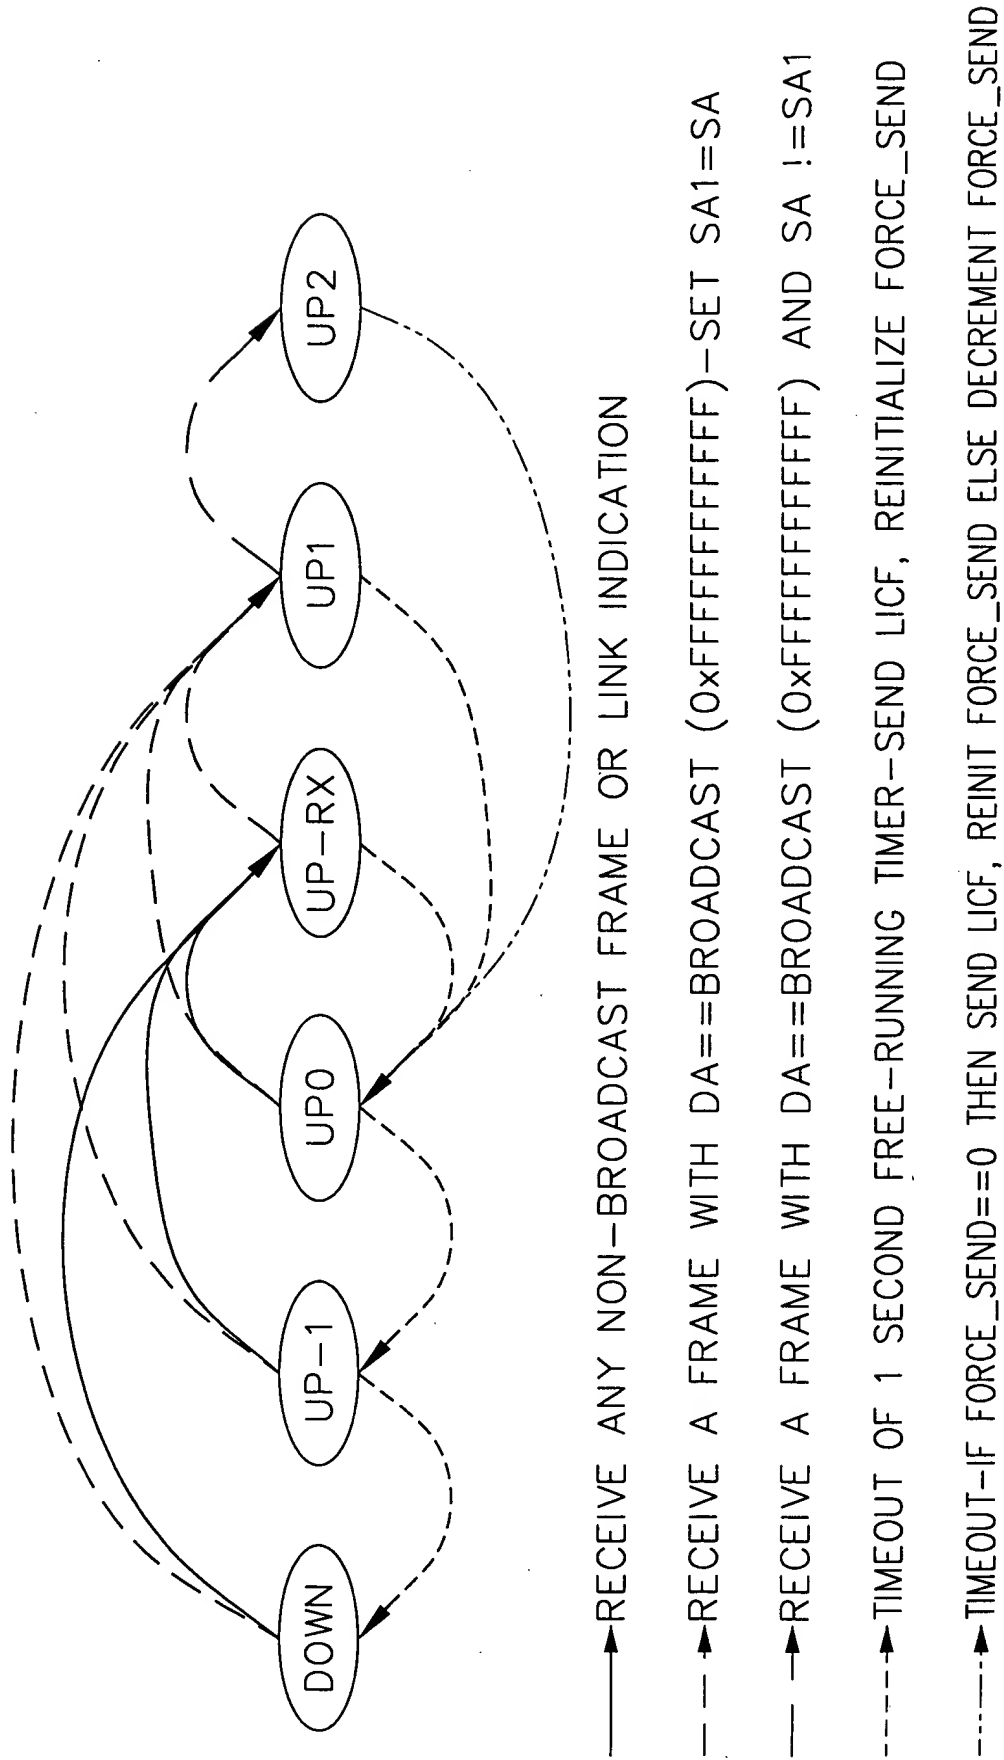 DOWN
UP-1
UP0
UP-RX
UP1
UP2
RECEIVE ANY NON-BROADCAST FRAME OR LINK INDICATION
RECEIVE A FRAME WITH DA==BROADCAST (0xFFFFFFFFFFFF)-SET SA1=SA
RECEIVE A FRAME WITH DA==BROADCAST (0xFFFFFFFFFFFF) AND SA !=SA1
TIMEOUT OF 1 SECOND FREE-RUNNING TIMER-SEND LICF, REINITIALIZE FORCE_SEND
TIMEOUT-IF FORCE_SEND==0 THEN SEND LICF, REINIT FORCE_SEND ELSE DECREMENT FORCE_SEND